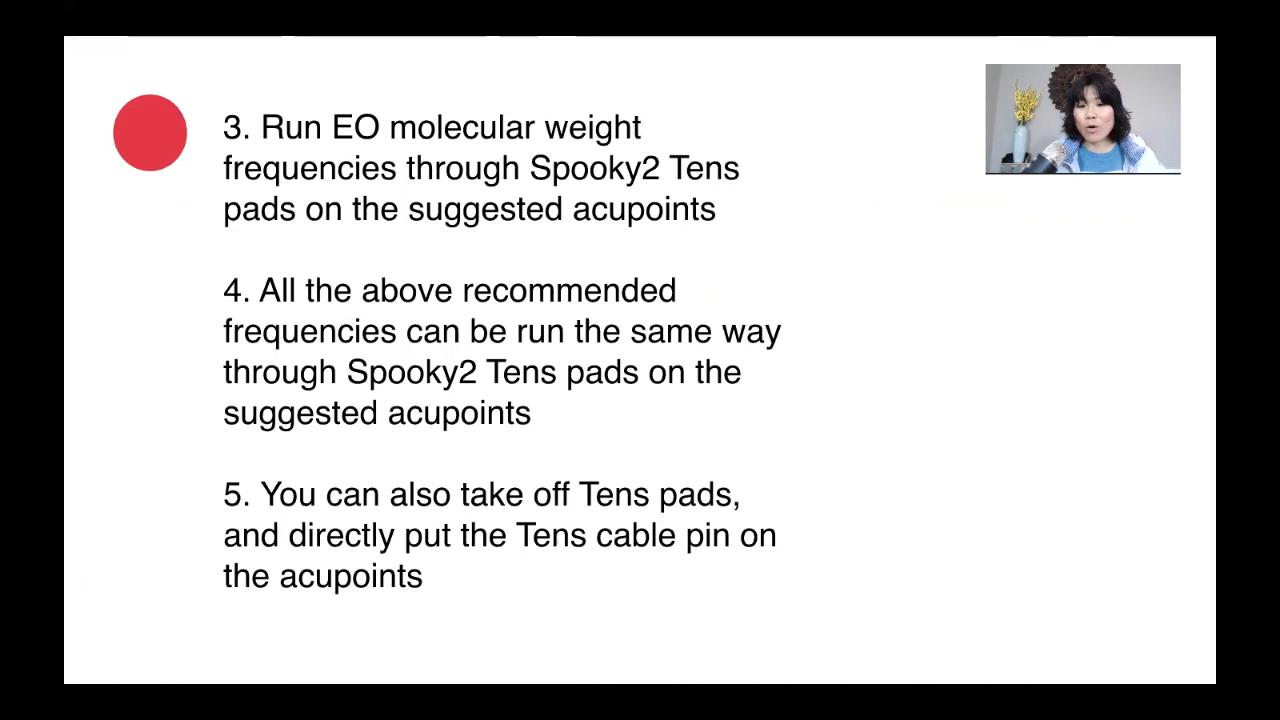 3. Run EO molecular weight
frequencies through Spooky2 Tens
pads on the suggested acupoints
4. All the above recommended
frequencies can be run the same way
through Spooky2 Tens pads on the
suggested acupoints
5. You can also take off Tens pads,
and directly put the Tens cable pin on
the acupoints